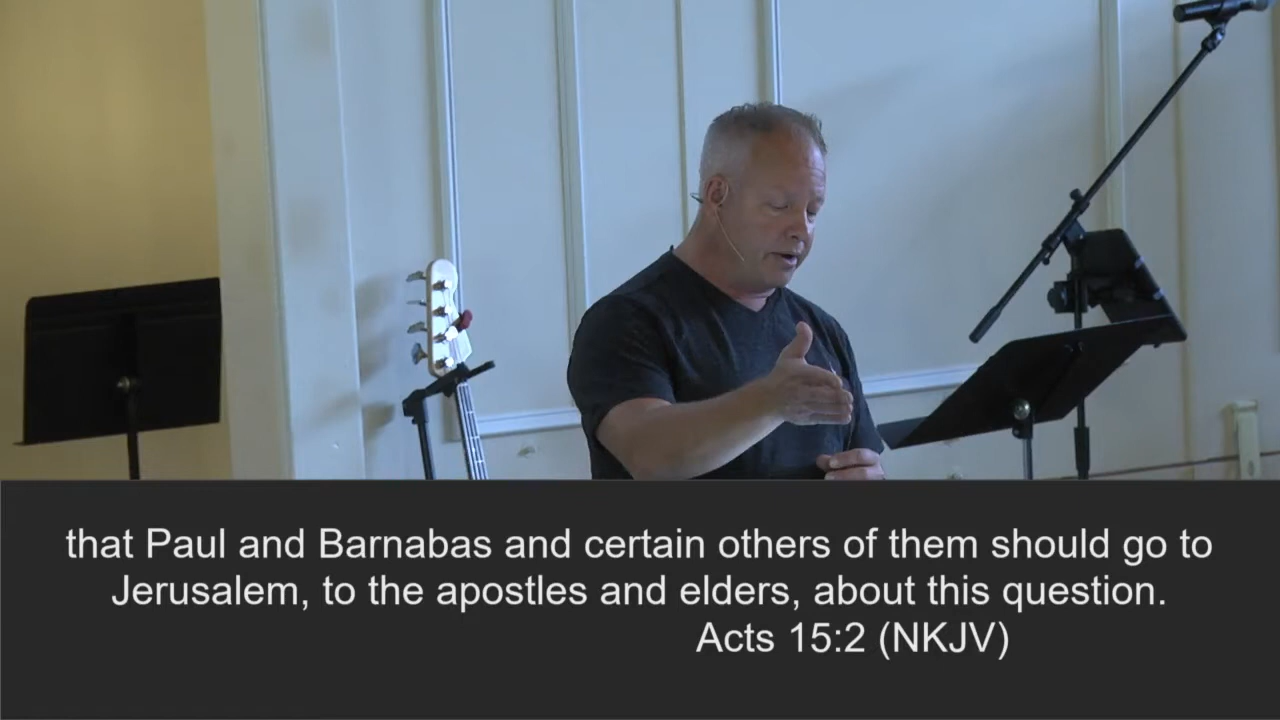 that Paul and Barnabas and certain others of them should go to
Jerusalem, to the apostles and elders, about this question.
Acts 15:2 (NKJV)